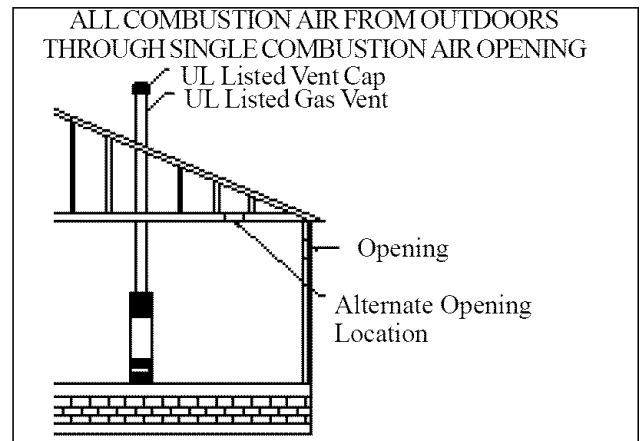 ALL COMBUSTION AIR FROM OUTDOORS
THROUGH SINGLE COMBUSTION AIR OPENING
UL Listed Vent Cap
UL Listed Gas Vent
Opening
Alternate Opening
Location